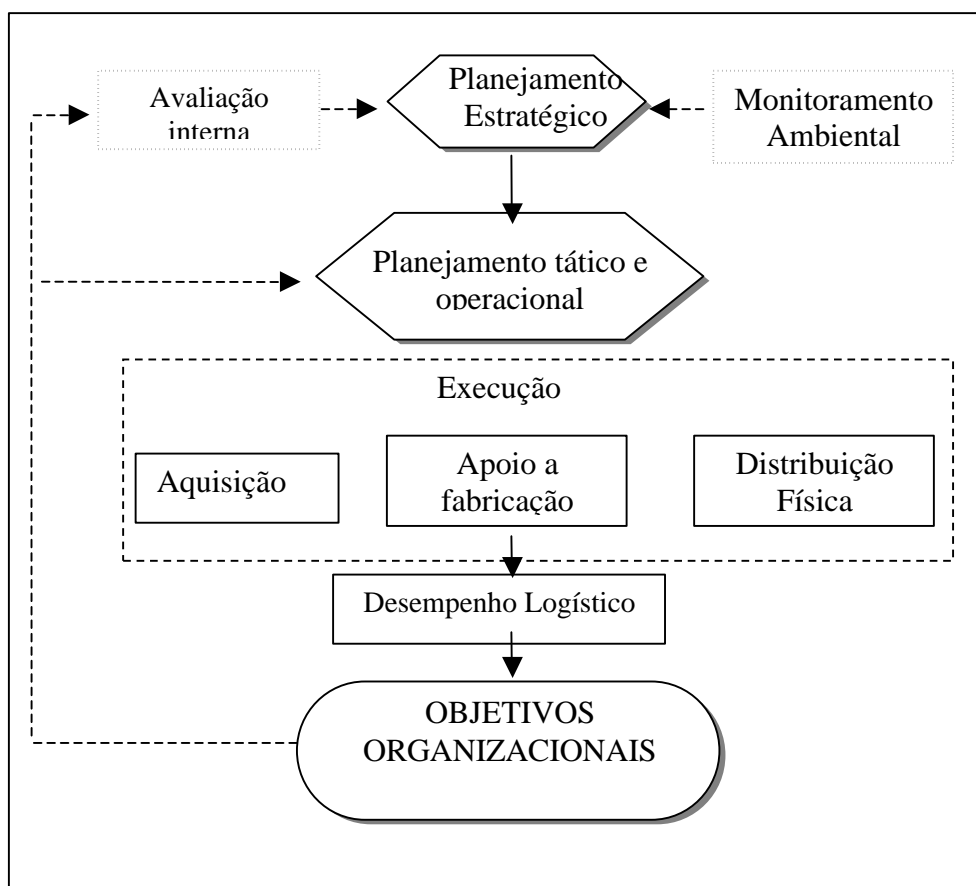 Planejamento
Estratégico
Avaliação
interna
Monitoramento
Ambiental
Planejamento tático e
operacional
Execução
Aquisição
Apoio a
fabricação
Distribuição
Física
Desempenho Logístico
OBJETIVOS
ORGANIZACIONAIS